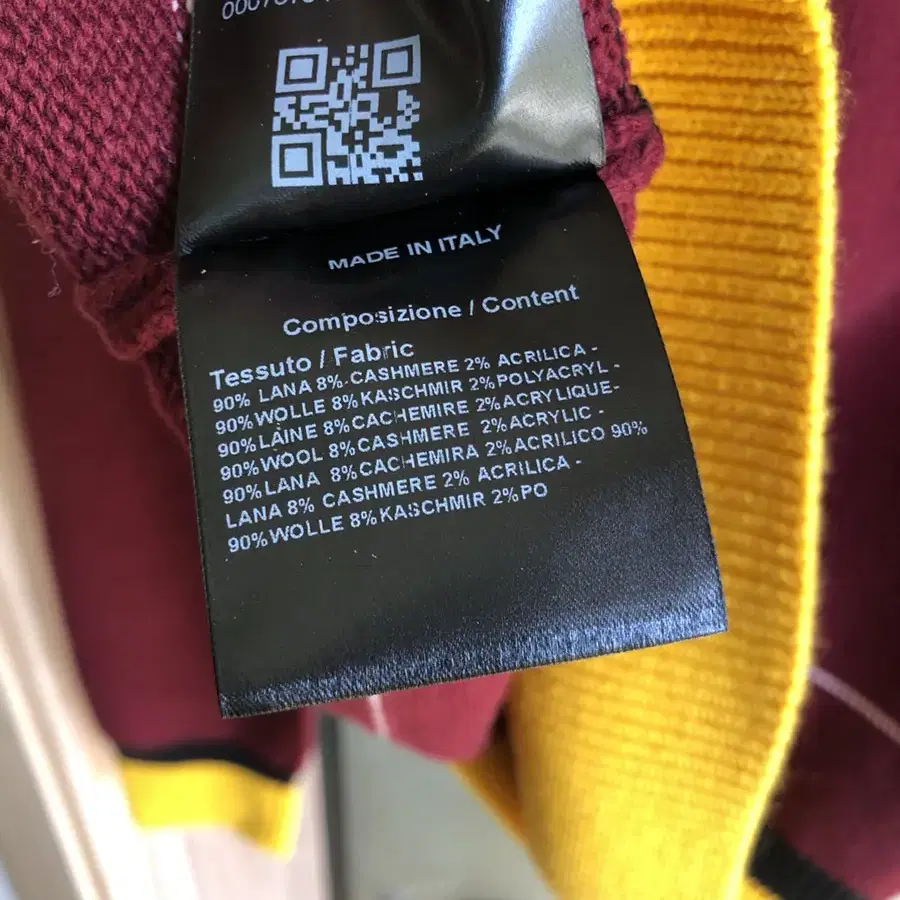 MADE IN ITALY
Composizione / Content
Tessuto / Fabric
90% LANA 8% CASHMERE 2% ACRILICA -
90%WOLLE 8%KASCHMIR 2%POLYACRYL -
90%LAINE 8%CACHEMIRE 2%ACRYLIQUE-
90%WOOL 8%CASHMERE 2%ACRYLIC -
90%LANA 8%CACHEMIRA 2%ACRILICO 90%
LANA 8% CASHMERE 2% ACRILICA -
90%WOLLE 8%KASCHMIR 2%PO